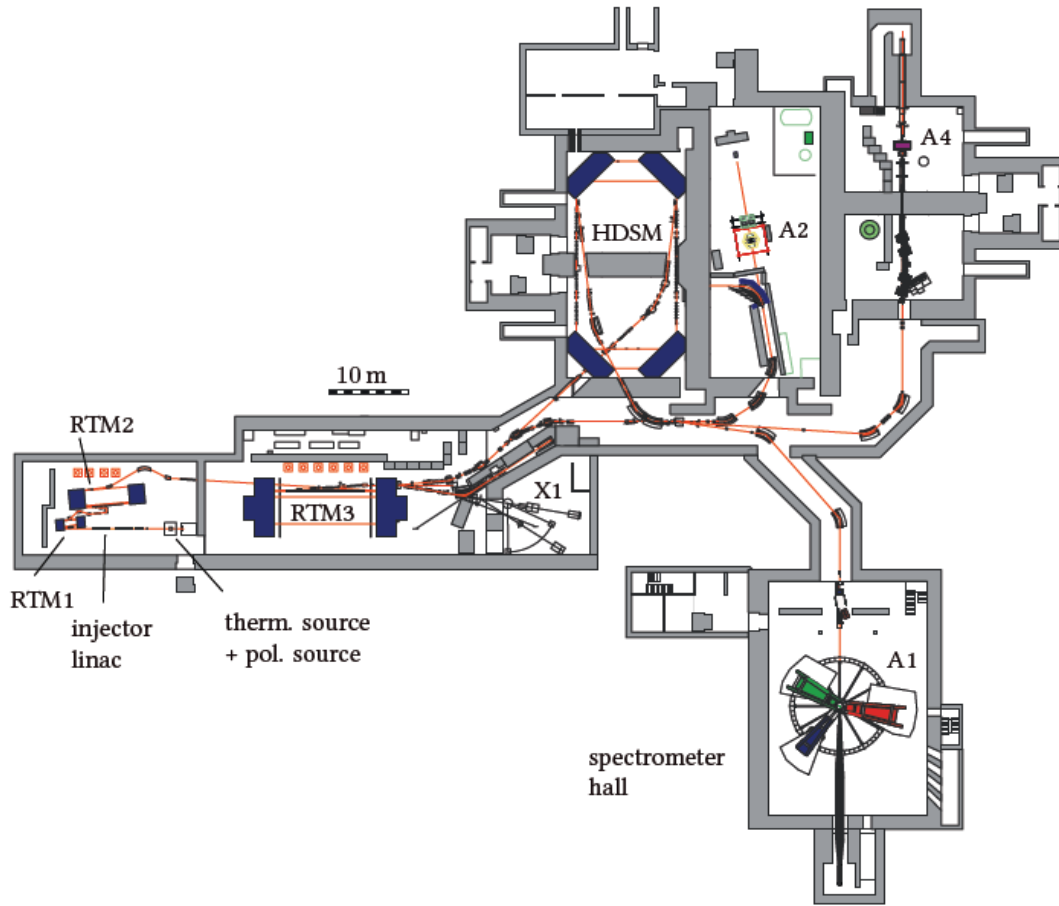 A4
HDSM
A2
10 m
RTM2
RTM3
X1
RTM1
injector
linac
therm. source
+ pol. source
A1
spectrometer
hall